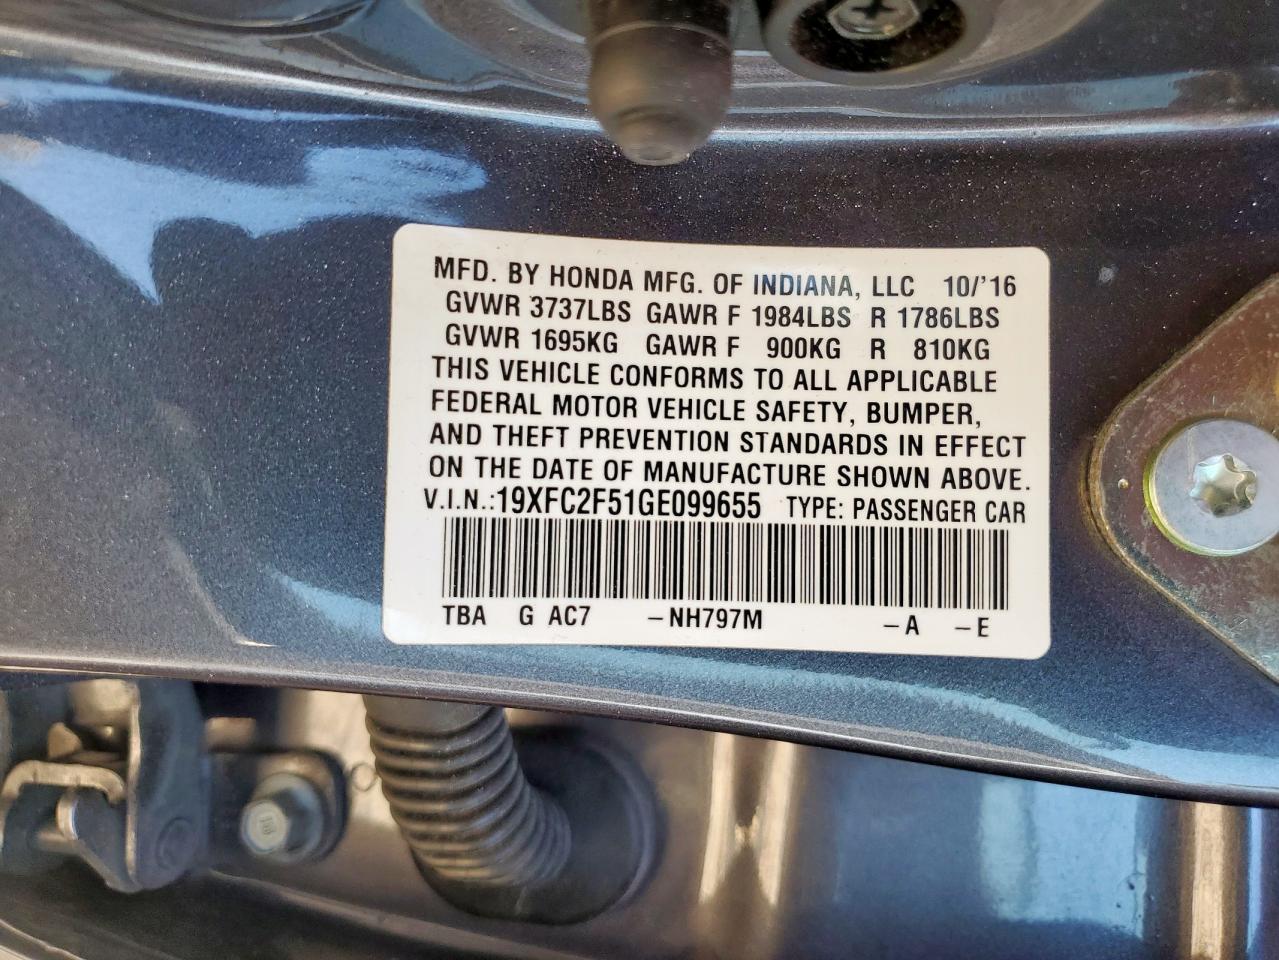 MFD. BY HONDA MFG. OF INDIANA, LLC 10/'16
GVWR 3737LBS GAWR F 1984LBS R 1786LBS
GVWR 1695KG GAWR F 900KG R 810KG
THIS VEHICLE CONFORMS TO ALL APPLICABLE
FEDERAL MOTOR VEHICLE SAFETY, BUMPER,
AND THEFT PREVENTION STANDARDS IN EFFECT
ON THE DATE OF MANUFACTURE SHOWN ABOVE.
V.I.N.:19XFC2F51GE099655 TYPE: PASSENGER CAR
TBA G AC7 –NH797M –A –E